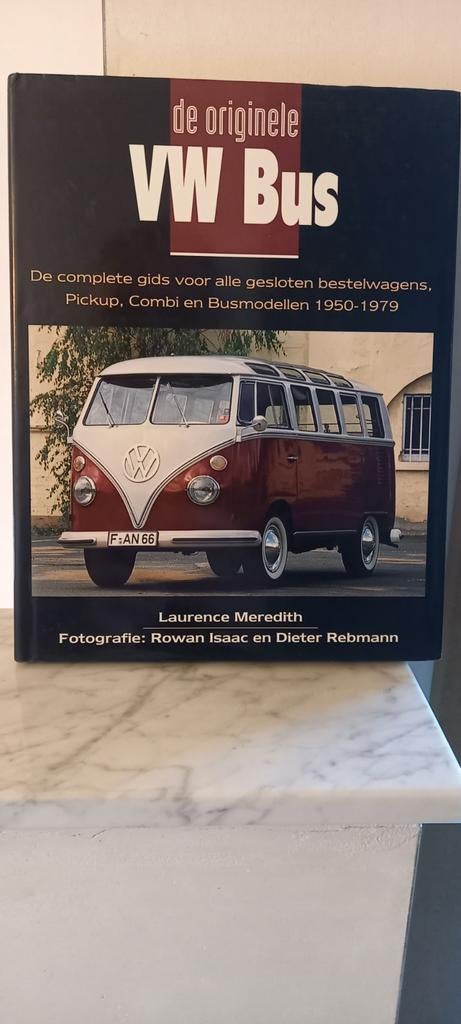 de originele
VW Bus
De complete gids voor alle gesloten bestelwagens,
Pickup, Combi en Busmodellen 1950-1979
F-AN 66
Laurence Meredith
Fotografie: Rowan Isaac en Dieter Rebmann